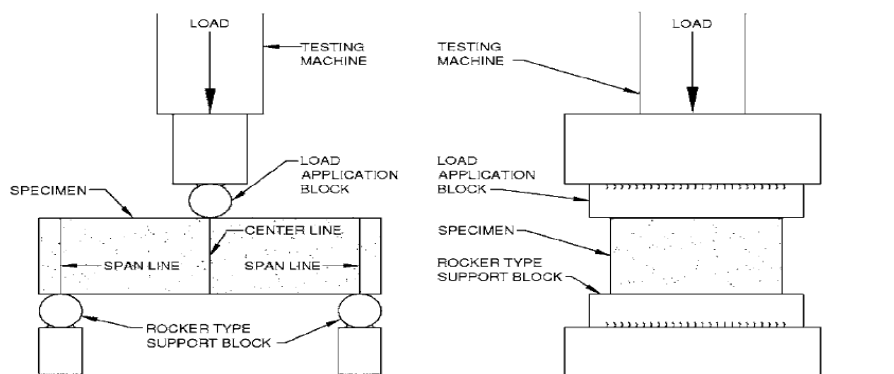 LOAD
TESTING
MACHINE
LOAD
APPLICATION
BLOCK
SPECIMEN
CENTER LINE
SPAN LINE
SPAN LINE
ROCKER TYPE
SUPPORT BLOCK
LOAD
TESTING
MACHINE
LOAD
APPLICATION
BLOCK
SPECIMEN
ROCKER TYPE
SUPPORT BLOCK